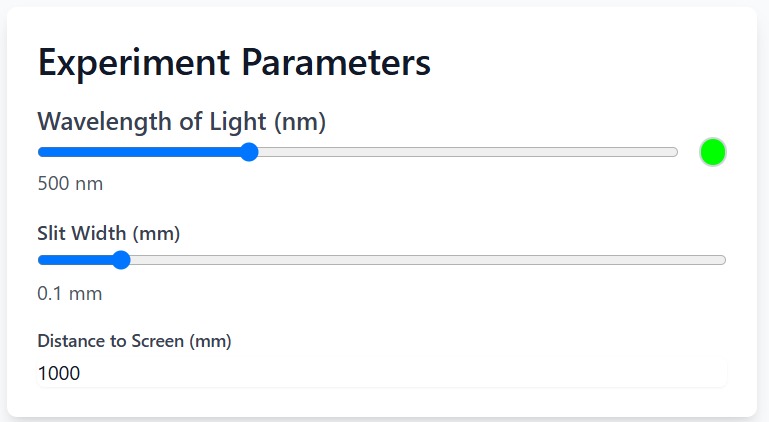 Experiment Parameters
Wavelength of Light (nm)
500 nm
Slit Width (mm)
0.1 mm
Distance to Screen (mm)
1000